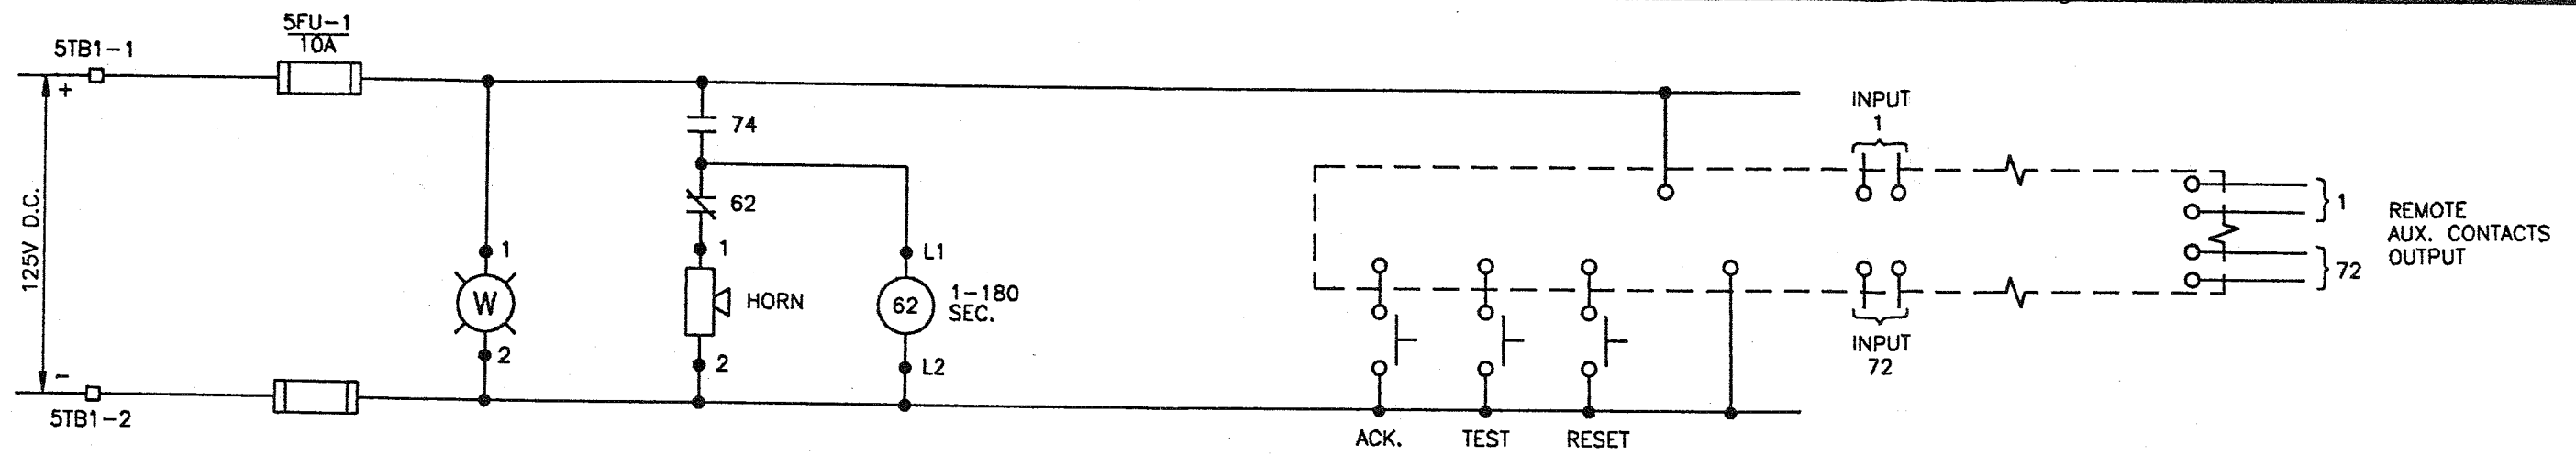 5FU-1
10A
5TB1-1
+
125V D.C.
-
5TB1-2
W
1
2
74
62
1
HORN
2
L1
62
1-180
SEC.
L2
ACK.
TEST
RESET
INPUT
1
INPUT
72
1
72
REMOTE
AUX. CONTACTS
OUTPUT